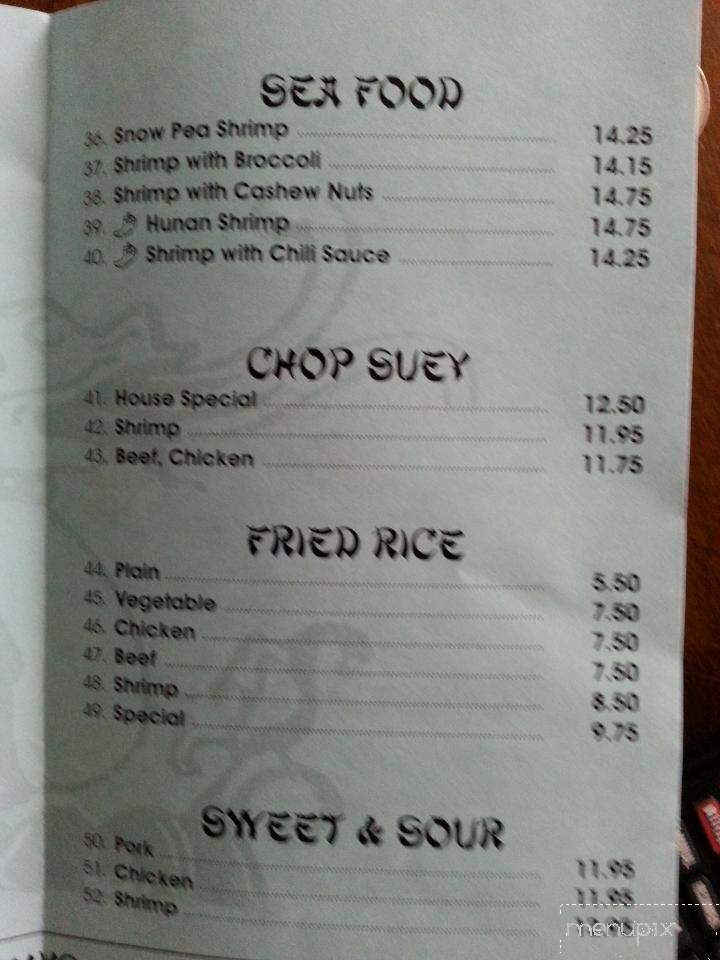 SEA FOOD
36. Snow Pea Shrimp 14.25
37. Shrimp with Broccoli 14.15
38. Shrimp with Cashew Nuts 14.75
39. Hunan Shrimp 14.75
40. Shrimp with Chili Sauce 14.25
CHOP SUEY
41. House Special 12.50
42. Shrimp 11.95
43. Beef, Chicken 11.75
FRIED RICE
44. Plain 5.50
45. Vegetable 7.50
46. Chicken 7.50
47. Beef 7.50
48. Shrimp 8.50
49. Special 9.75
SWEET & SOUR
50. Pork 11.95
51. Chicken 11.95
52. Shrimp
menupix